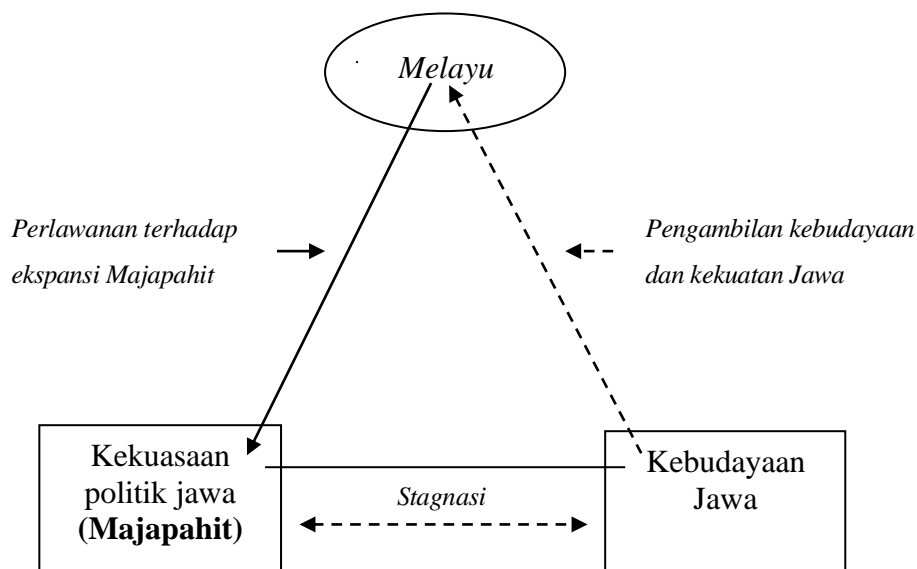 Melayu
Perlawanan terhadap
ekspansi Majapahit
Pengambilan kebudayaan
dan kekuatan Jawa
Kekuasaan
politik jawa
(Majapahit)
Stagnasi
Kebudayaan
Jawa